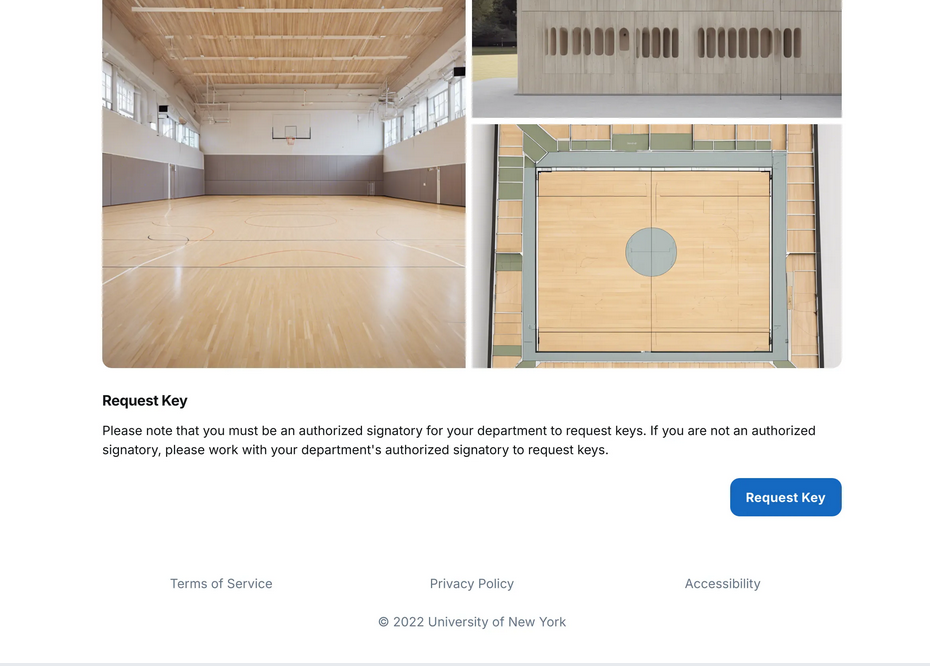 Request Key
Please note that you must be an authorized signatory for your department to request keys. If you are not an authorized
signatory, please work with your department's authorized signatory to request keys.
Request Key
Terms of Service Privacy Policy Accessibility
© 2022 University of New York